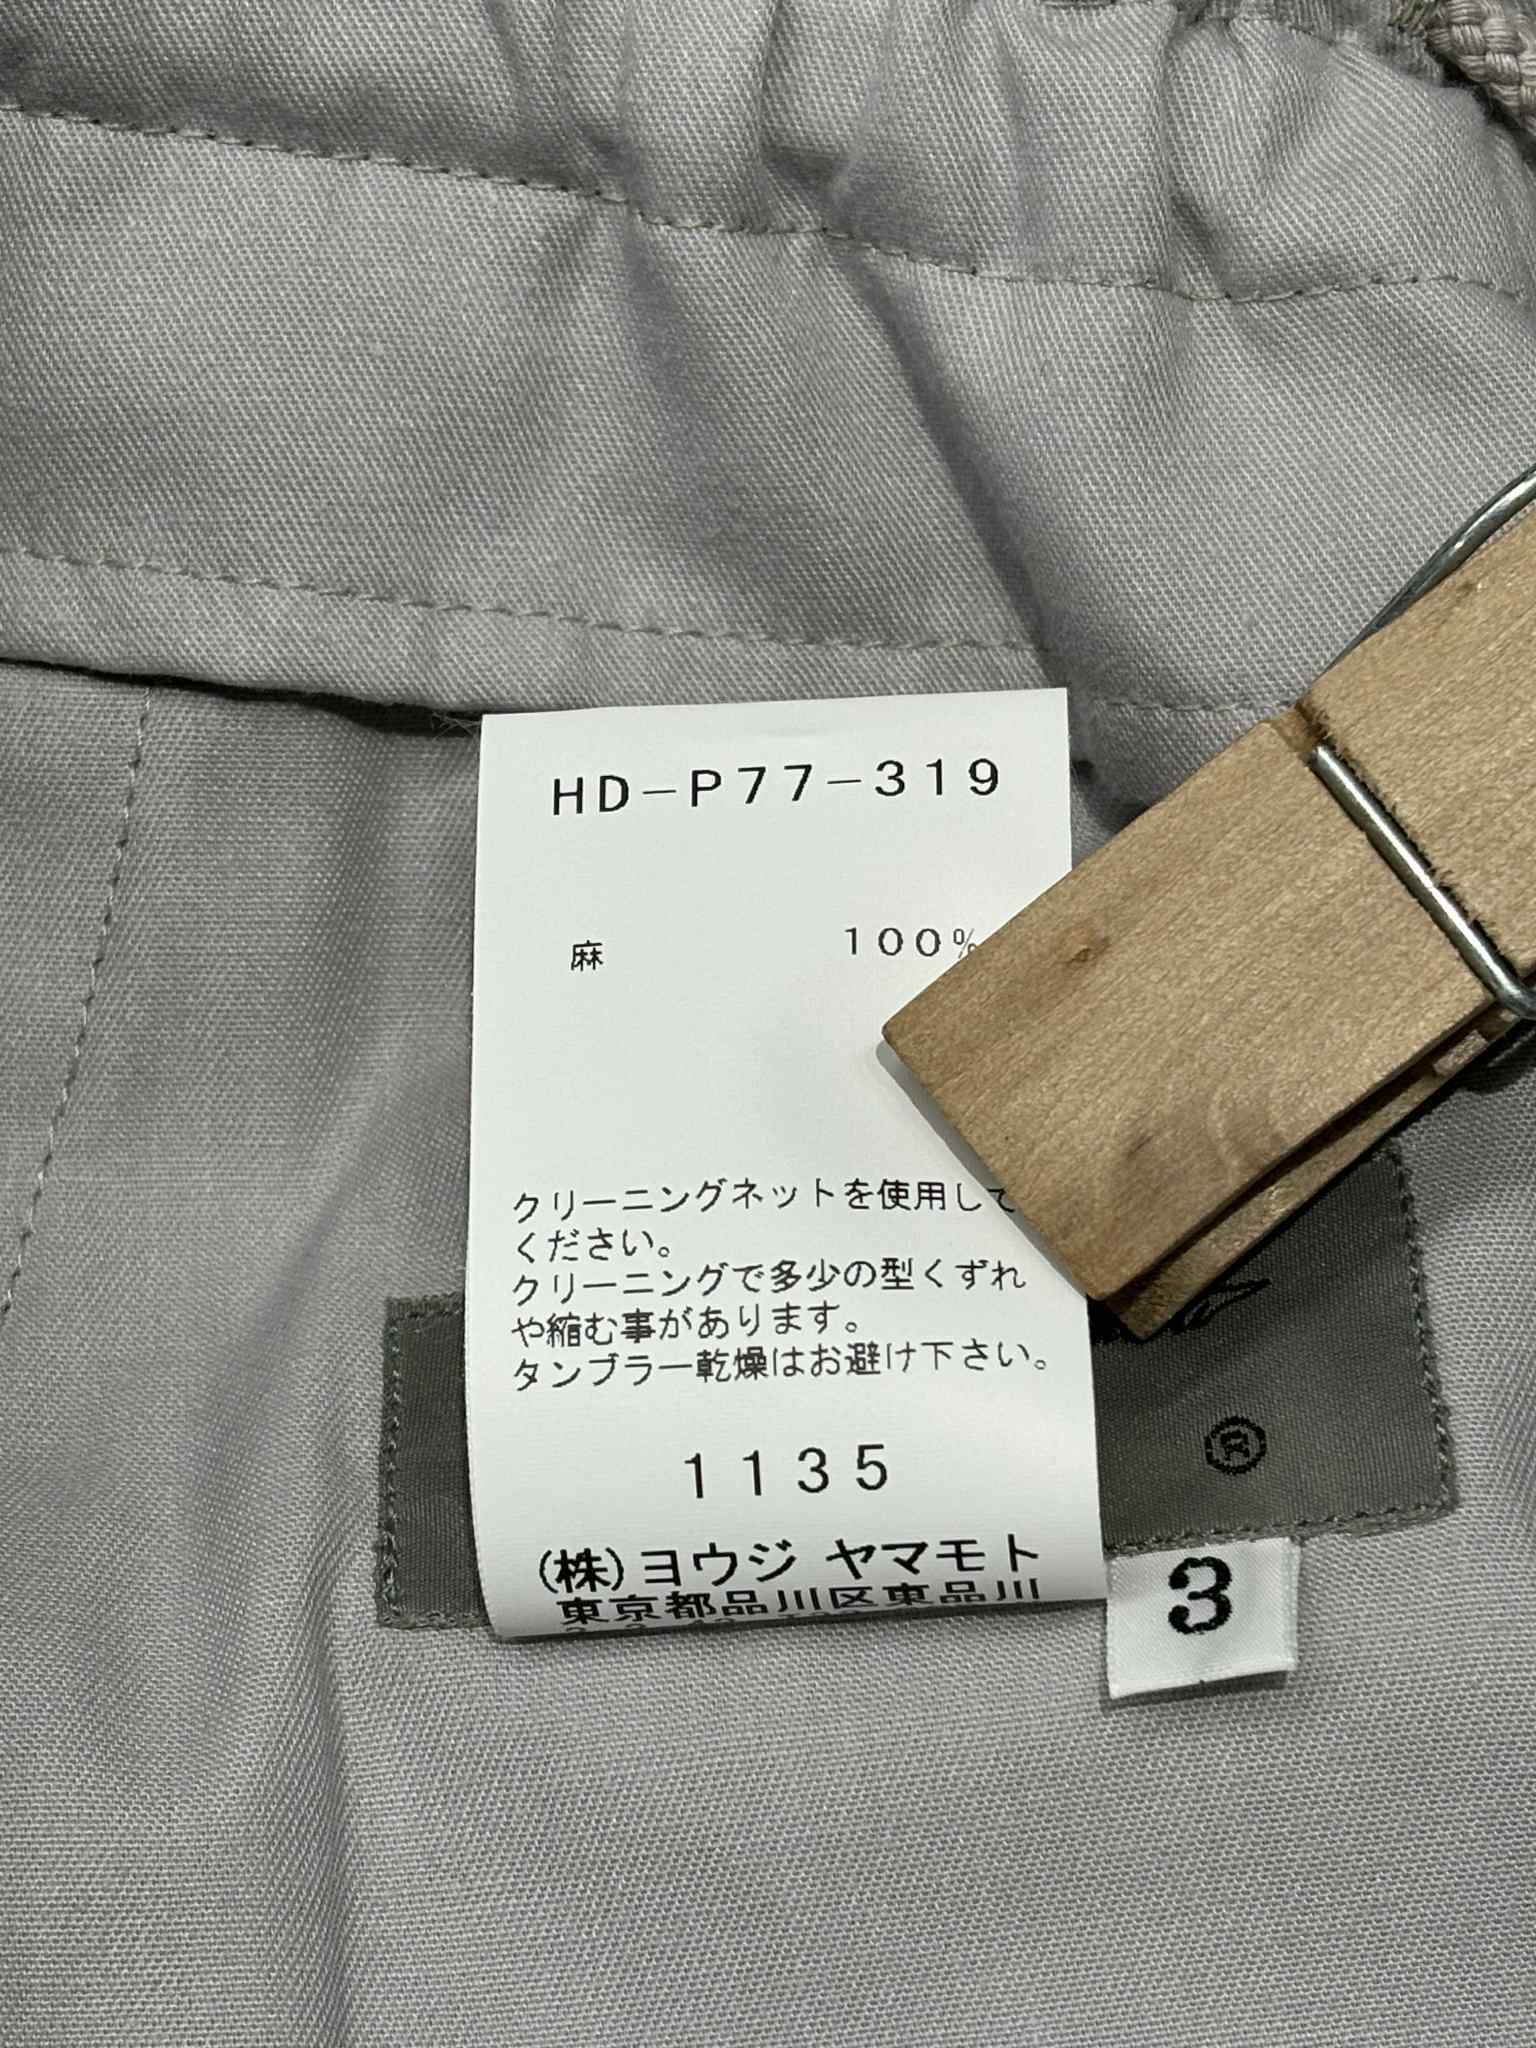 HD-P77-319
麻 100%
クリーニングネットを使用して
ください。
クリーニングで多少の型くずれ
や縮む事があります。
タンブラー乾燥はお避け下さい。
1135
(株)ヨウジ ヤマモト
東京都品川区東品川
®
3